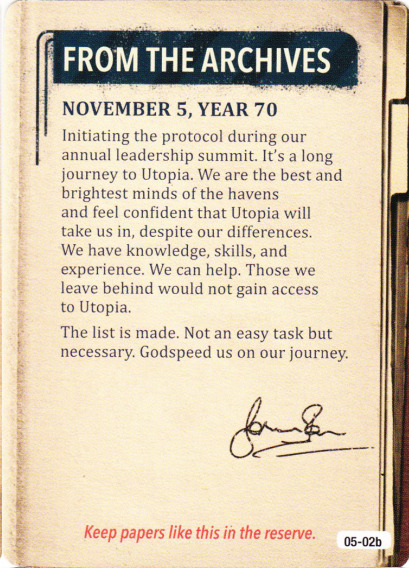 FROM THE ARCHIVES
NOVEMBER 5, YEAR 70
Initiating the protocol during our
annual leadership summit. It's a long
journey to Utopia. We are the best and
brightest minds of the havens
and feel confident that Utopia will
take us in, despite our differences.
We have knowledge, skills, and
experience. We can help. Those we
leave behind would not gain access
to Utopia.
The list is made. Not an easy task but
necessary. Godspeed us on our journey.
Keep papers like this in the reserve.
05-02b